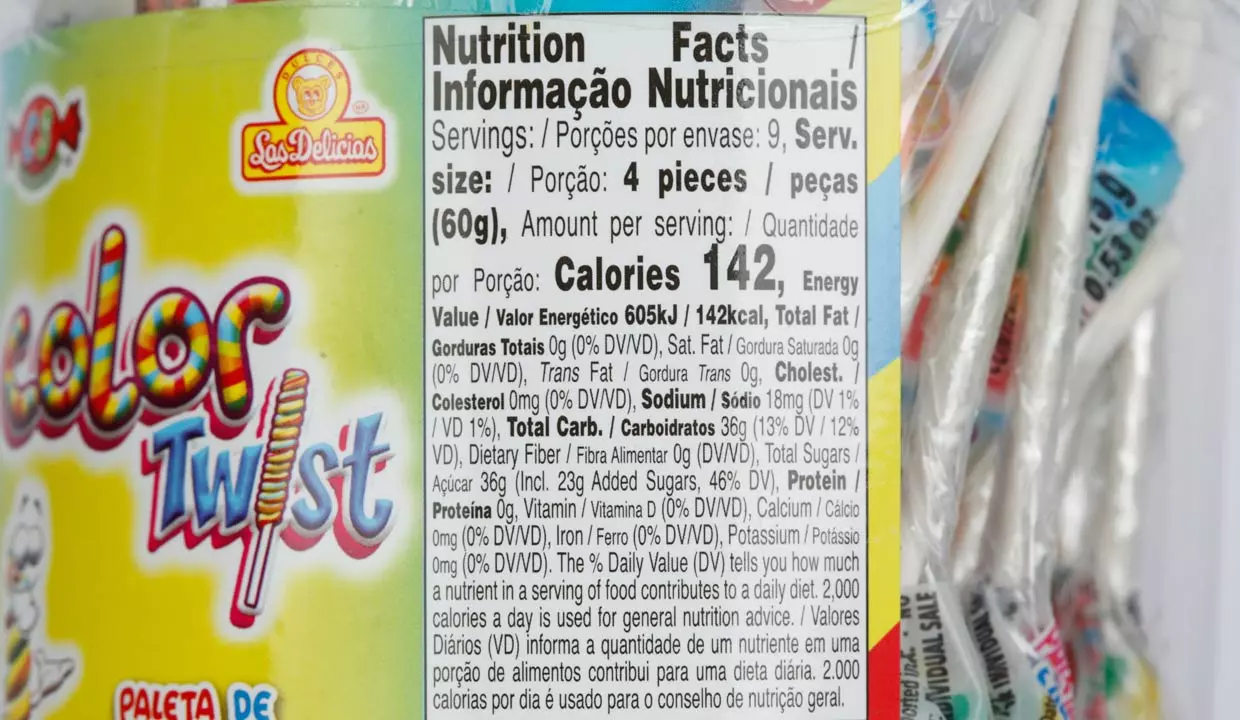 DULCES
Las Delicias
MR
color
Twist
PALETA DE
Nutrition Facts /
Informação Nutricionais
Servings: / Porções por envase: 9, Serv.
size: / Porção: 4 pieces / peças
(60g), Amount per serving: / Quantidade
por Porção: Calories 142, Energy
Value / Valor Energético 605kJ / 142kcal, Total Fat /
Gorduras Totais 0g (0% DV/VD), Sat. Fat / Gordura Saturada 0g
(0% DV/VD), Trans Fat / Gordura Trans 0g, Cholest. /
Colesterol 0mg (0% DV/VD), Sodium / Sódio 18mg (DV 1%
/ VD 1%), Total Carb. / Carboidratos 36g (13% DV / 12%
VD), Dietary Fiber / Fibra Alimentar 0g (DV/VD), Total Sugars /
Açúcar 36g (Incl. 23g Added Sugars, 46% DV), Protein /
Proteína 0g, Vitamin / Vitamina D (0% DV/VD), Calcium / Cálcio
0mg (0% DV/VD), Iron / Ferro (0% DV/VD), Potassium / Potássio
0mg (0% DV/VD). The % Daily Value (DV) tells you how much
a nutrient in a serving of food contributes to a daily diet. 2,000
calories a day is used for general nutrition advice. / Valores
Diários (VD) informa a quantidade de um nutriente em uma
porção de alimentos contribui para uma dieta diária. 2.000
calorias por dia é usado para o conselho de nutrição geral.
0.53 oz